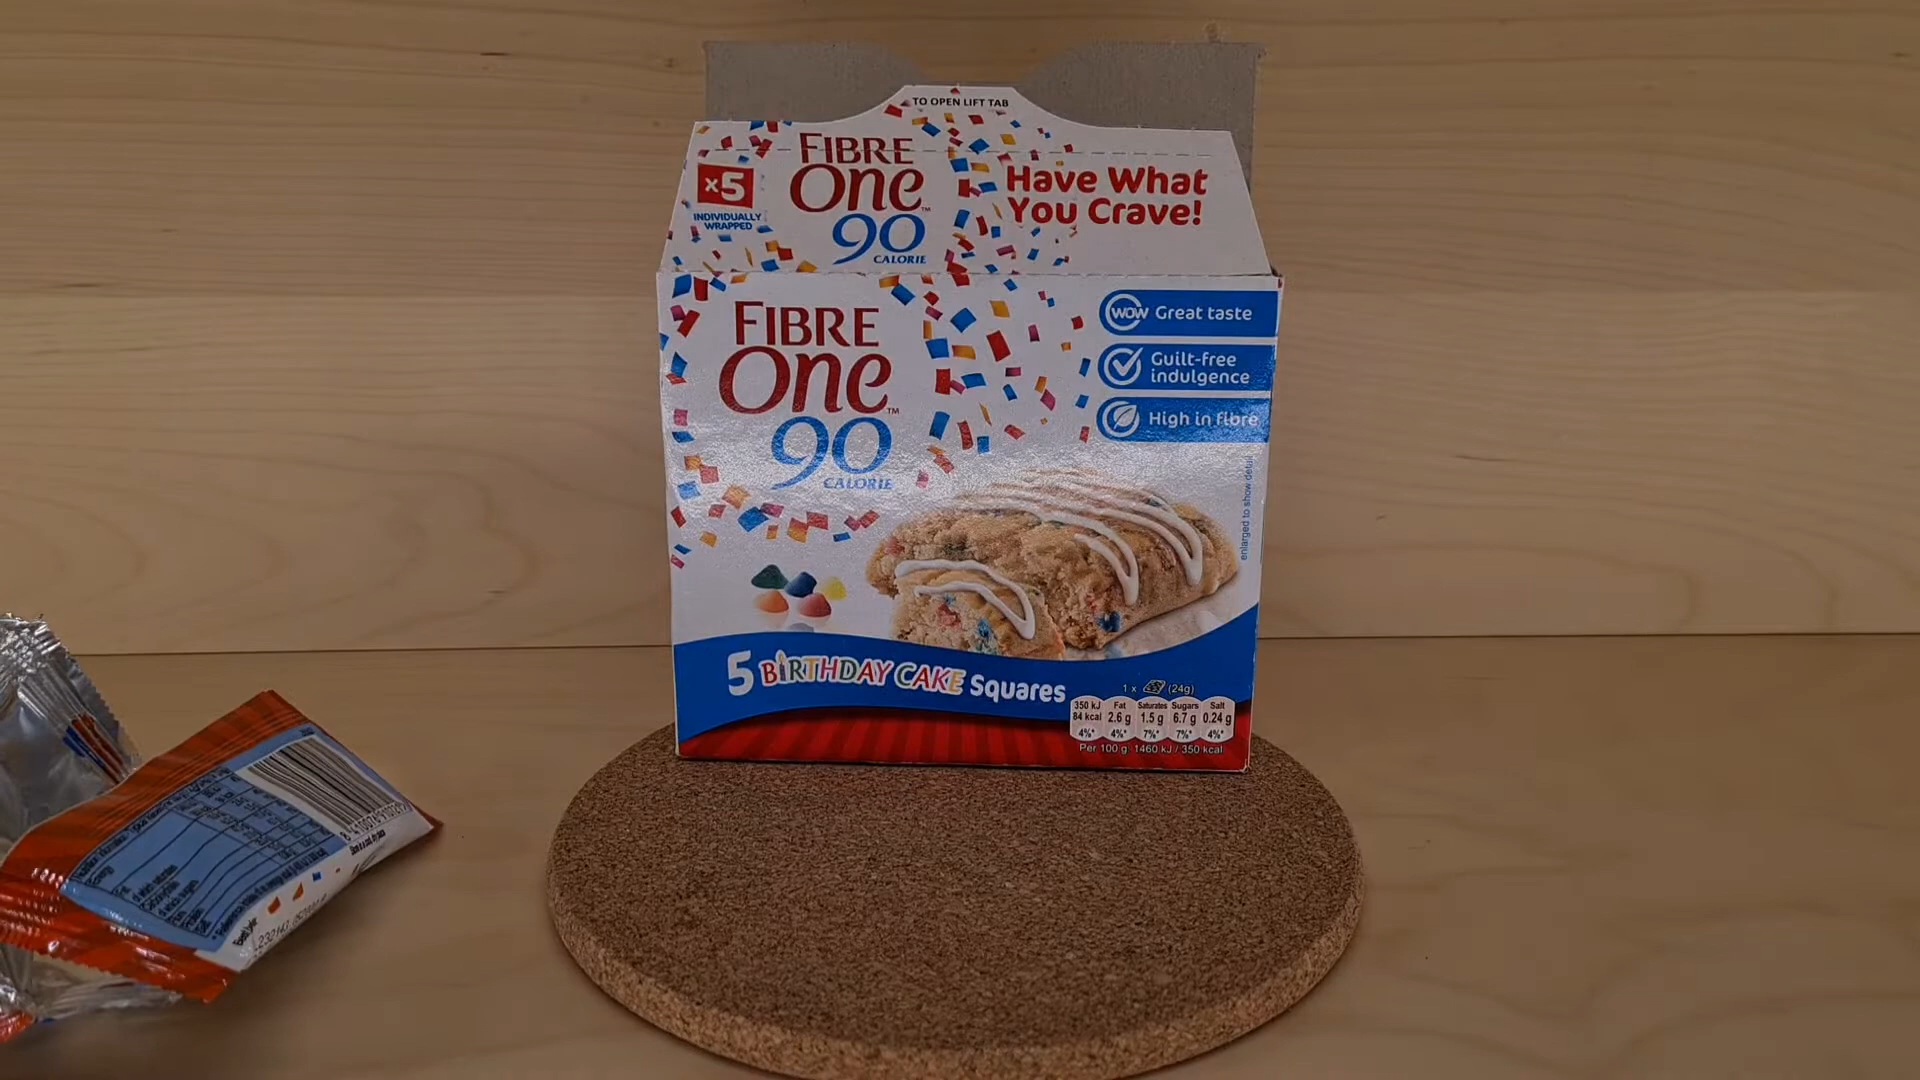 TO OPEN LIFT TAB
x5
INDIVIDUALLY
WRAPPED
FIBRE
One™
90
CALORIE
Have What
You Crave!
FIBRE
One™
90
CALORIE
WOW Great taste
Guilt-free
indulgence
High in fibre
enlarged to show detail
5 BIRTHDAY CAKE Squares
1 x (24g)
350 kJ Fat Saturates Sugars Salt
84 kcal 2.6 g 1.5 g 6.7 g 0.24 g
4%* 4%* 7%* 7%* 4%*
Per 100 g: 1460 kJ / 350 kcal